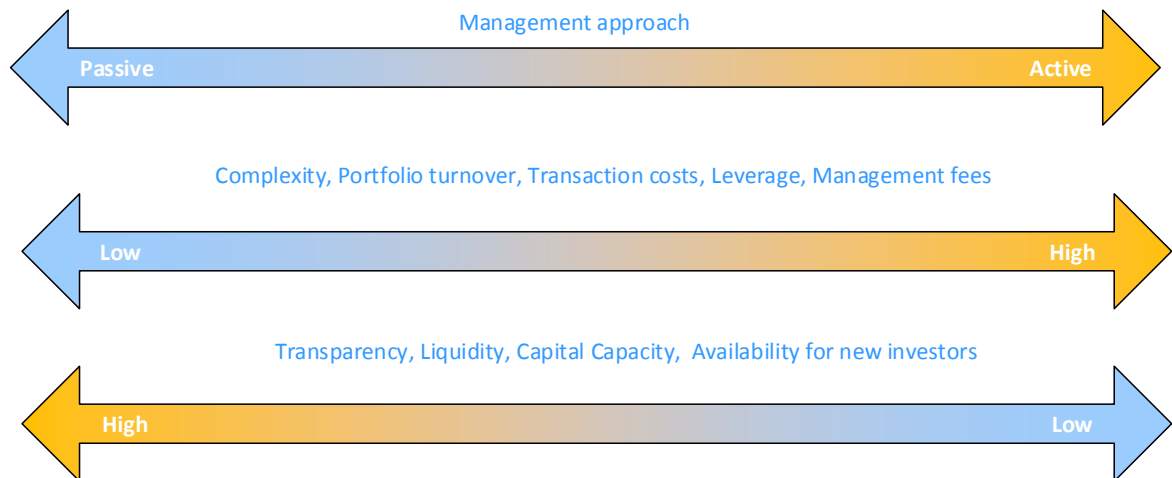 Management approach
Passive Active
Complexity, Portfolio turnover, Transaction costs, Leverage, Management fees
Low High
Transparency, Liquidity, Capital Capacity, Availability for new investors
High Low